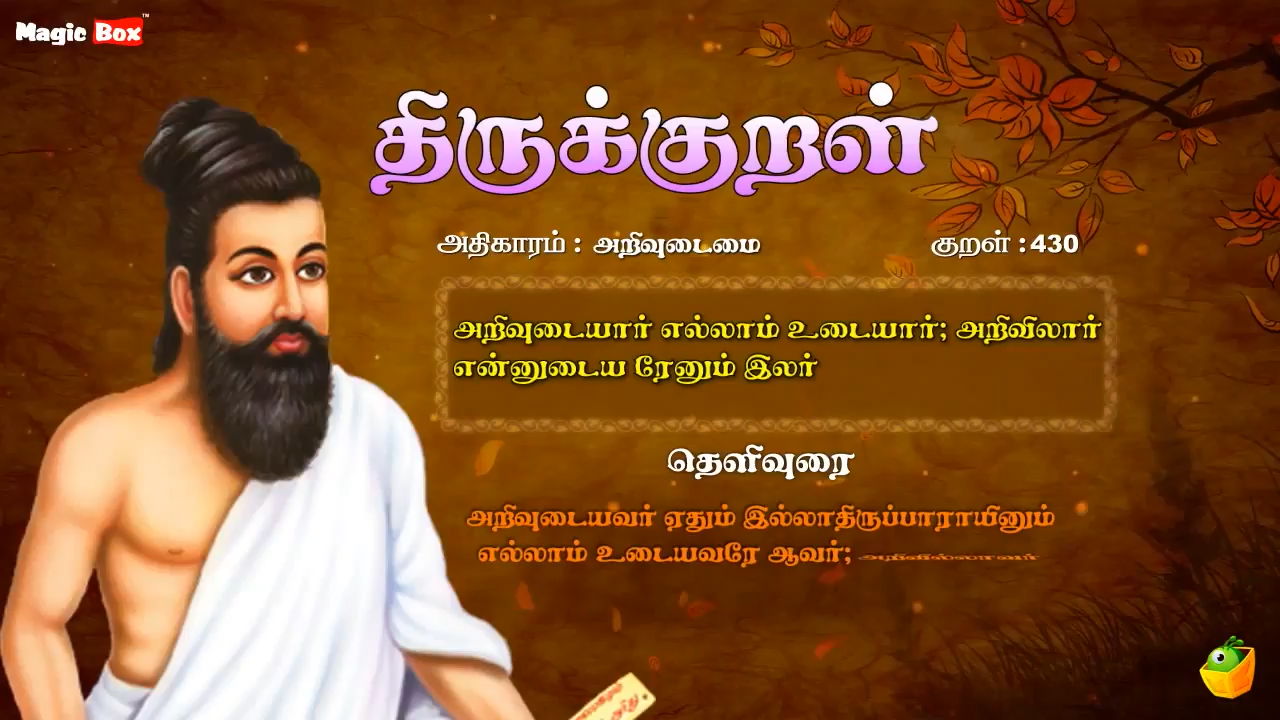 Magic Box™
திருக்குறள்
அதிகாரம் : அறிவுடைமை
குறள் : 430
அறிவுடையார் எல்லாம் உடையார்; அறிவிலார்
என்னுடைய ரேனும் இலர்
தெளிவுரை
அறிவுடையவர் ஏதும் இல்லாதிருப்பாராயினும்
எல்லாம் உடையவரே ஆவர்;